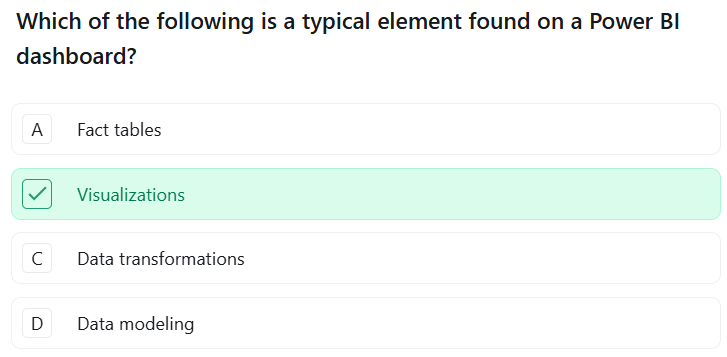 Which of the following is a typical element found on a Power BI
dashboard?
A Fact tables
Visualizations
C Data transformations
D Data modeling